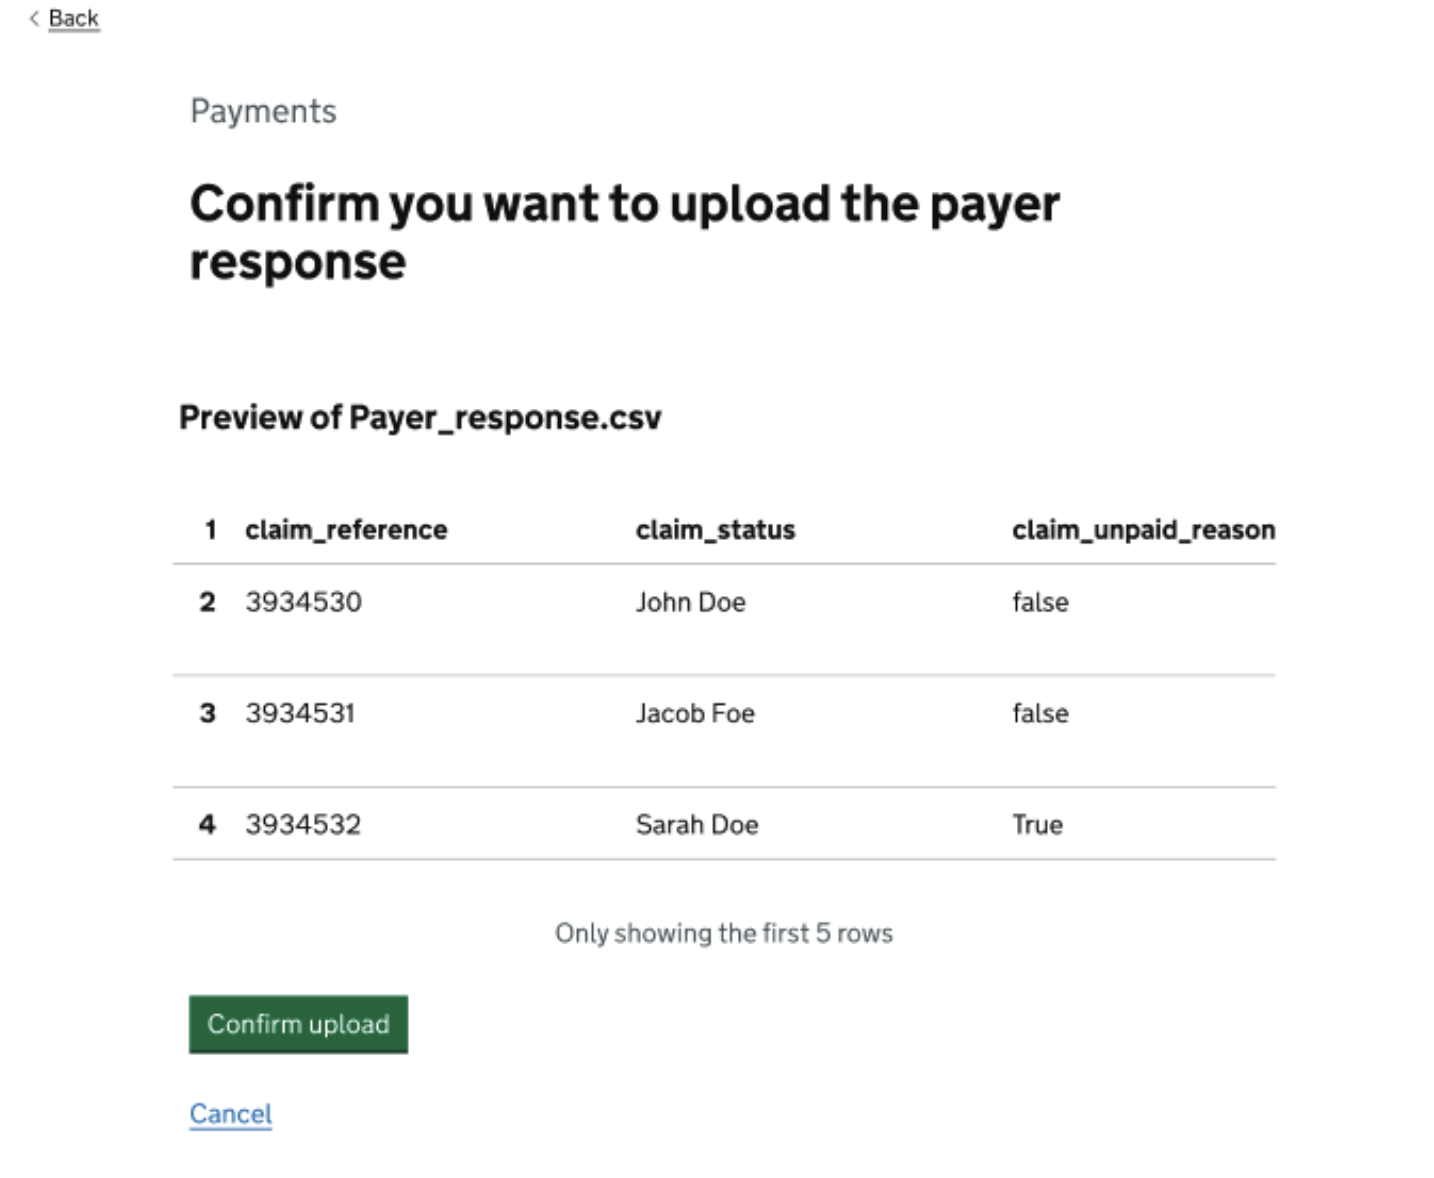 Back
Payments
Confirm you want to upload the payer
response
Preview of Payer_response.csv
1 claim_reference claim_status claim_unpaid_reason
2 3934530 John Doe false
3 3934531 Jacob Foe false
4 3934532 Sarah Doe True
Only showing the first 5 rows
Confirm upload
Cancel